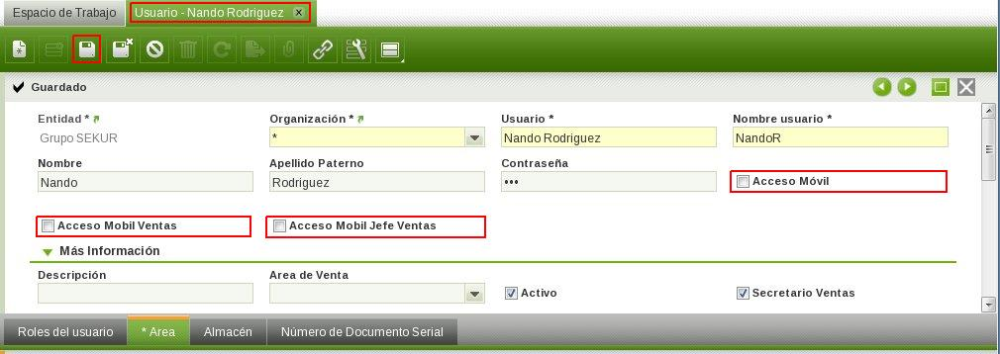 Espacio de Trabajo
Usuario - Nando Rodriguez x
Guardado
Entidad * Organización * Usuario * Nombre usuario *
Grupo SEKUR * Nando Rodriguez NandoR
Nombre Apellido Paterno Contraseña
Nando Rodriguez ••• Acceso Móvil
Acceso Mobil Ventas Acceso Mobil Jefe Ventas
Más Información
Descripción Area de Venta
Activo Secretario Ventas
Roles del usuario * Area Almacén Número de Documento Serial